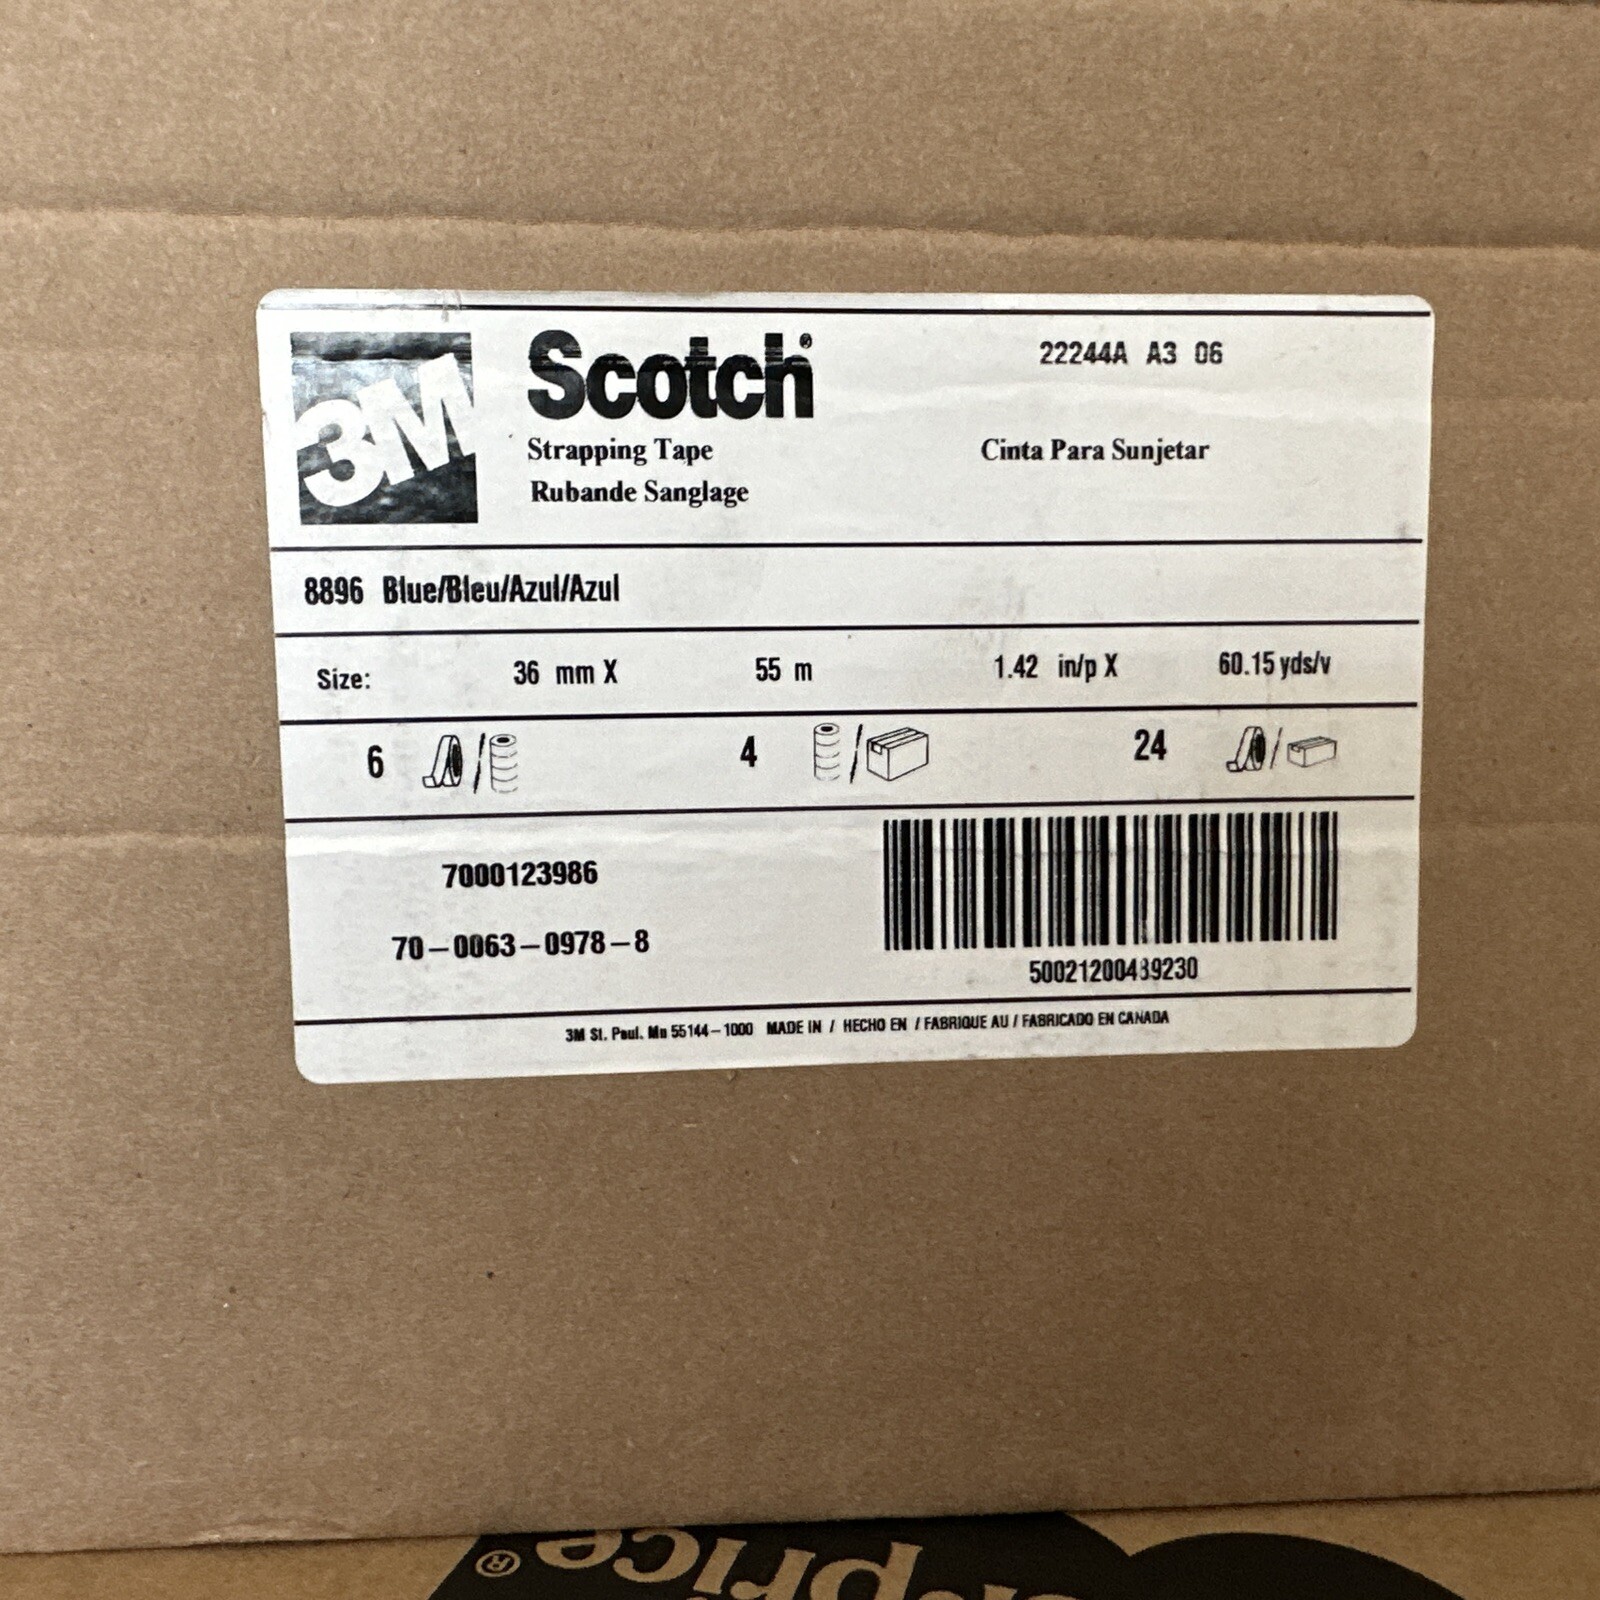 3M
Scotch®
22244A A3 06
Strapping Tape
Cinta Para Sunjetar
Rubande Sanglage
8896 Blue/Bleu/Azul/Azul
Size: 36 mm X 55 m 1.42 in/p X 60.15 yds/v
6 / 4 / 24 /
7000123986
70-0063-0978-8
50021200489230
3M St. Paul. Mn 55144-1000 MADE IN / HECHO EN / FABRIQUE AU / FABRICADO EN CANADA
price®